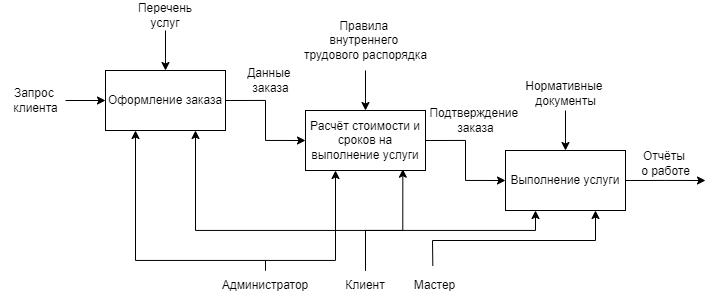 Перечень
услуг
Правила
внутреннего
трудового распорядка
Запрос
клиента
Оформление заказа
Данные
заказа
Расчёт стоимости и
сроков на
выполнение услуги
Подтверждение
заказа
Нормативные
документы
Выполнение услуги
Отчёты
о работе
Администратор
Клиент
Мастер